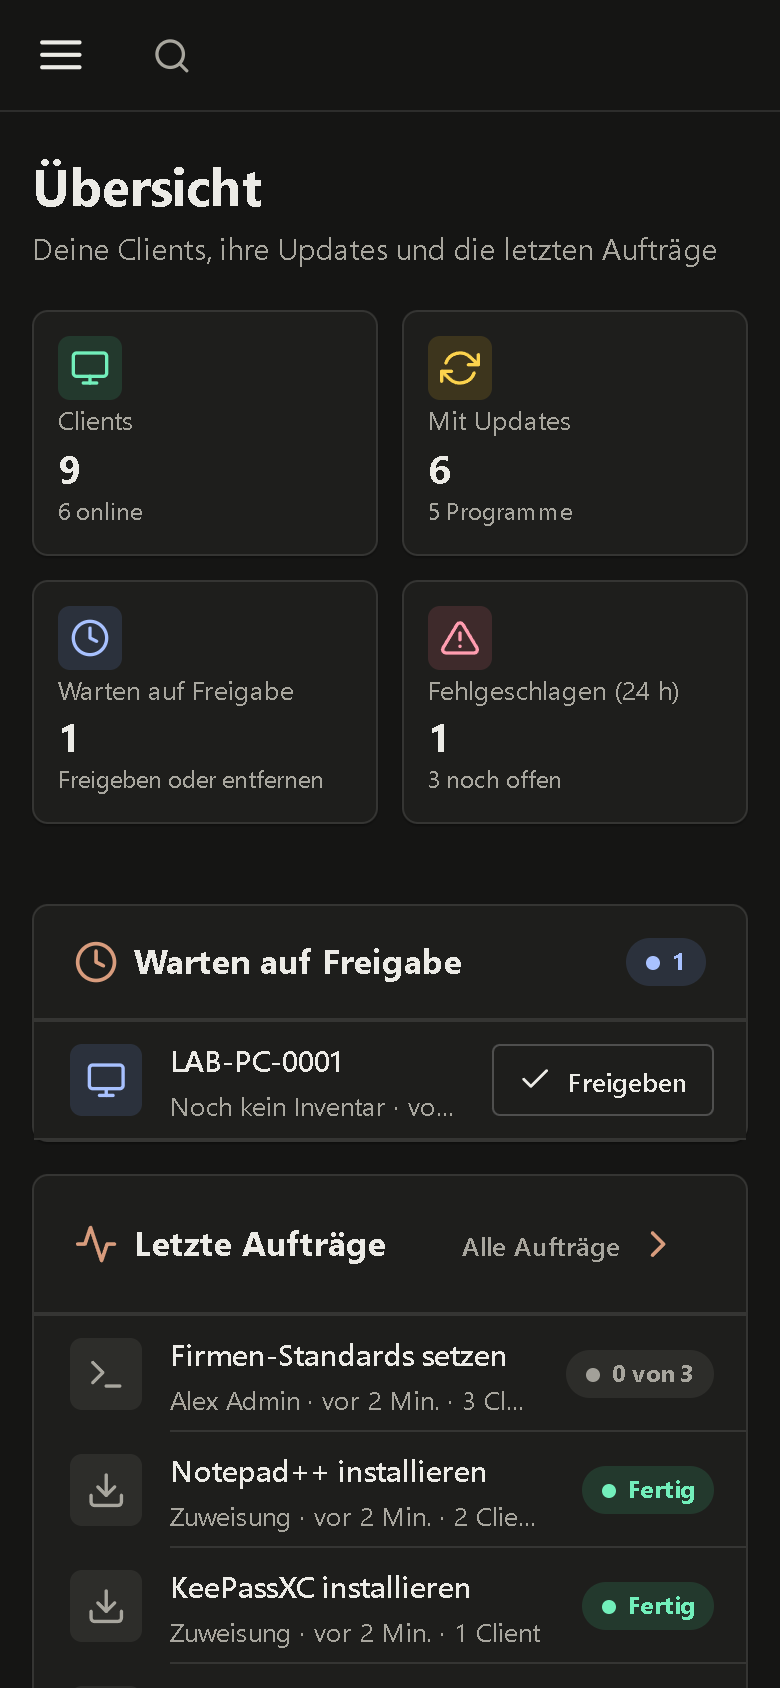 Übersicht
Deine Clients, ihre Updates und die letzten Aufträge
Clients
9
6 online
Mit Updates
6
5 Programme
Warten auf Freigabe
1
Freigeben oder entfernen
Fehlgeschlagen (24 h)
1
3 noch offen
Warten auf Freigabe
1
LAB-PC-0001
Noch kein Inventar · vo...
Freigeben
Letzte Aufträge
Alle Aufträge
Firmen-Standards setzen
Alex Admin · vor 2 Min. · 3 Cl...
0 von 3
Notepad++ installieren
Zuweisung · vor 2 Min. · 2 Clie...
Fertig
KeePassXC installieren
Zuweisung · vor 2 Min. · 1 Client
Fertig